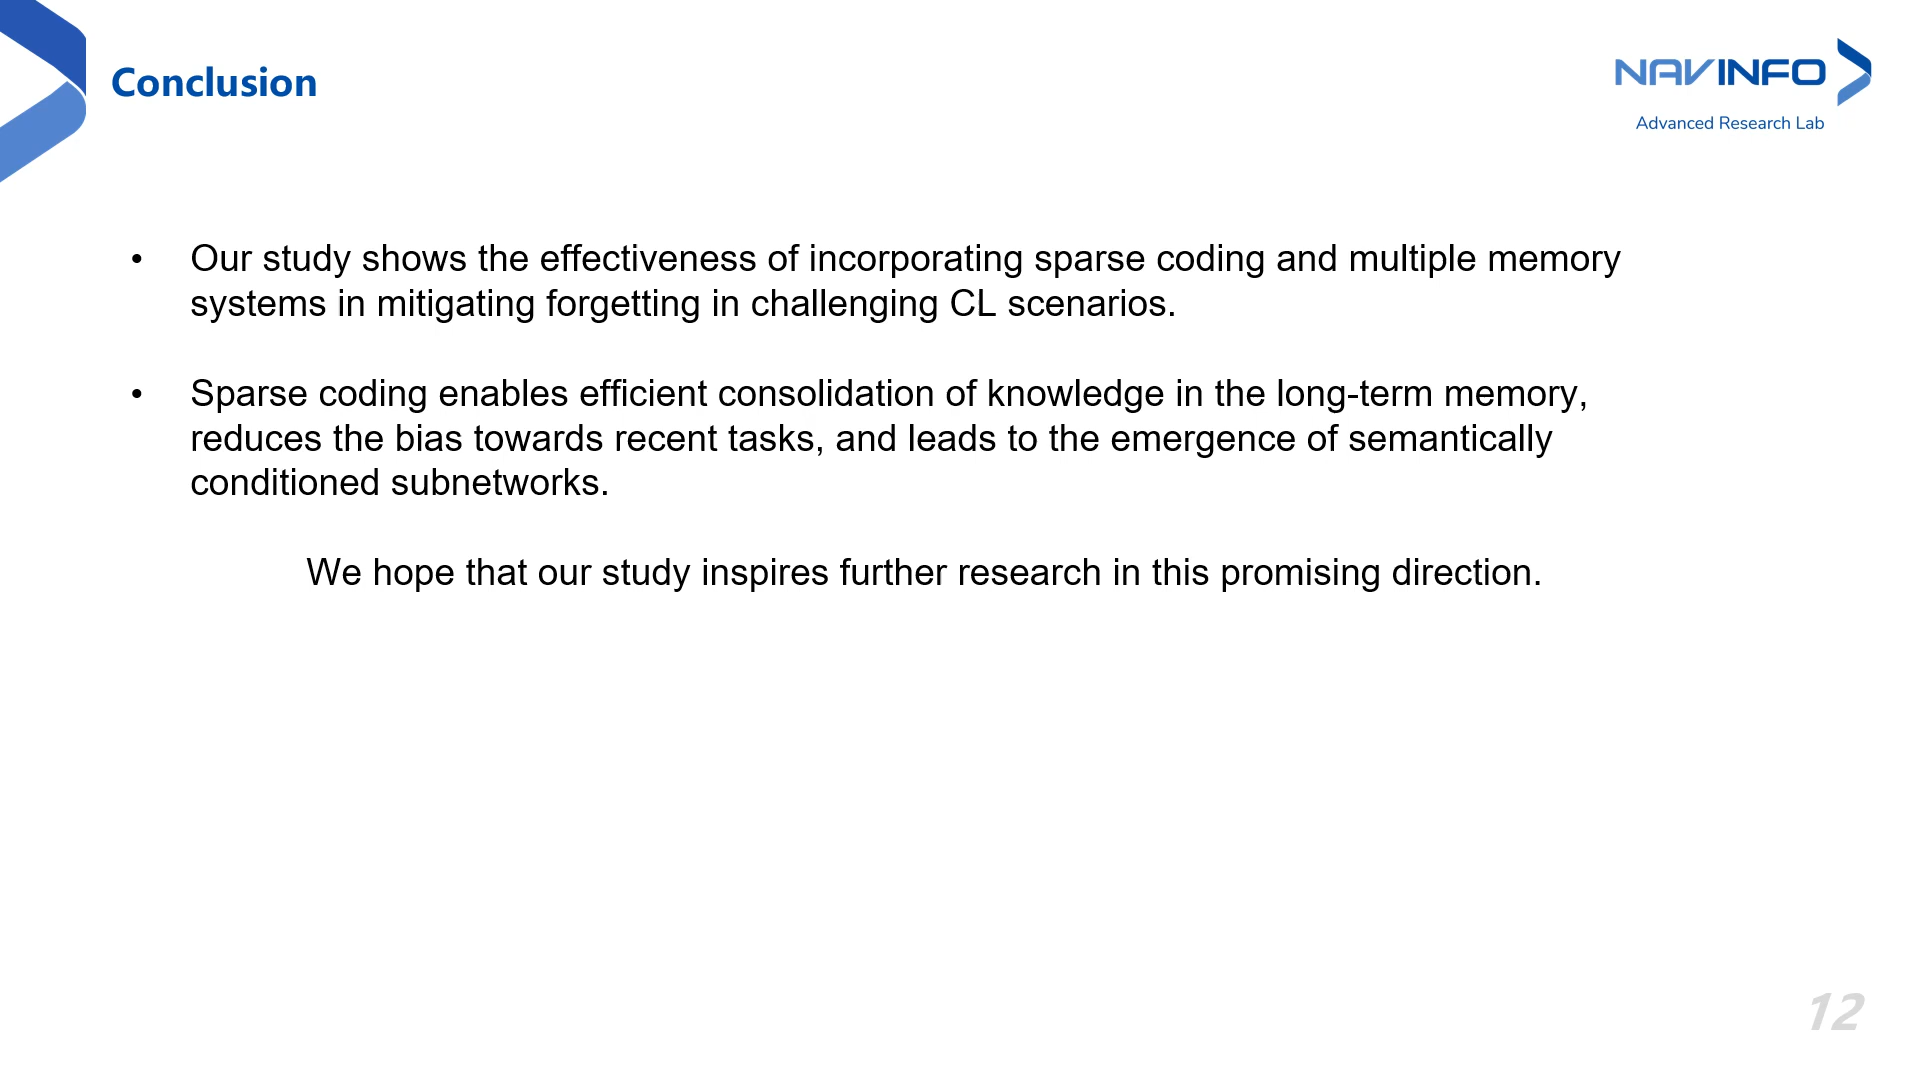 Conclusion
NAVINFO
Advanced Research Lab
• Our study shows the effectiveness of incorporating sparse coding and multiple memory
systems in mitigating forgetting in challenging CL scenarios.
• Sparse coding enables efficient consolidation of knowledge in the long-term memory,
reduces the bias towards recent tasks, and leads to the emergence of semantically
conditioned subnetworks.
We hope that our study inspires further research in this promising direction.
12